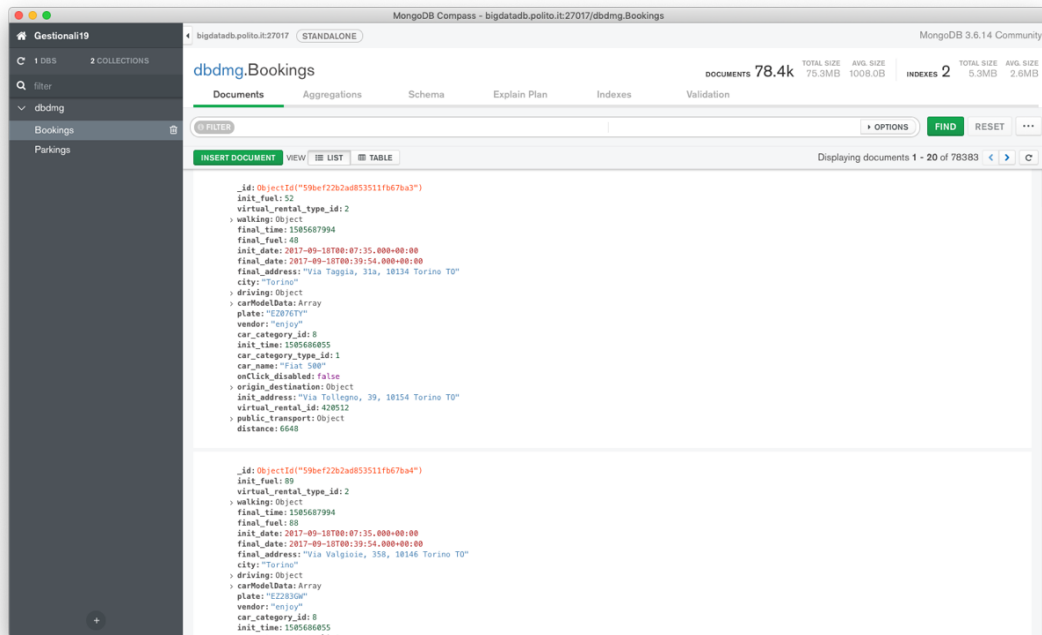 MongoDB Compass - bigdatadb.polito.it:27017/dbdmg.Bookings
Gestionali19
bigdatadb.polito.it:27017 STANDALONE
MongoDB 3.6.14 Community
1 DBS 2 COLLECTIONS
filter
dbdmg
Bookings
Parkings
dbdmg.Bookings
DOCUMENTS 78.4k TOTAL SIZE 75.3MB AVG. SIZE 1008.0B INDEXES 2 TOTAL SIZE 5.3MB AVG. SIZE 2.6MB
Documents Aggregations Schema Explain Plan Indexes Validation
FILTER OPTIONS FIND RESET ...
INSERT DOCUMENT VIEW LIST TABLE Displaying documents 1 - 20 of 78383
_id: ObjectId("59bef22b2ad853511fb67ba3")
init_fuel: 52
virtual_rental_type_id: 2
walking: Object
final_time: 1505687994
final_fuel: 48
init_date: 2017-09-18T00:07:35.000+00:00
final_date: 2017-09-18T00:39:54.000+00:00
final_address: "Via Taggia, 31a, 10134 Torino TO"
city: "Torino"
driving: Object
carModelData: Array
plate: "EZ076TY"
vendor: "enjoy"
car_category_id: 8
init_time: 1505686055
car_category_type_id: 1
car_name: "Fiat 500"
onClick_disabled: false
origin_destination: Object
init_address: "Via Tollegno, 39, 10154 Torino TO"
virtual_rental_id: 420512
public_transport: Object
distance: 6648
_id: ObjectId("59bef22b2ad853511fb67ba4")
init_fuel: 89
virtual_rental_type_id: 2
walking: Object
final_time: 1505687994
final_fuel: 88
init_date: 2017-09-18T00:07:35.000+00:00
final_date: 2017-09-18T00:39:54.000+00:00
final_address: "Via Valgioie, 358, 10146 Torino TO"
city: "Torino"
driving: Object
carModelData: Array
plate: "EZ283GW"
vendor: "enjoy"
car_category_id: 8
init_time: 1505686055